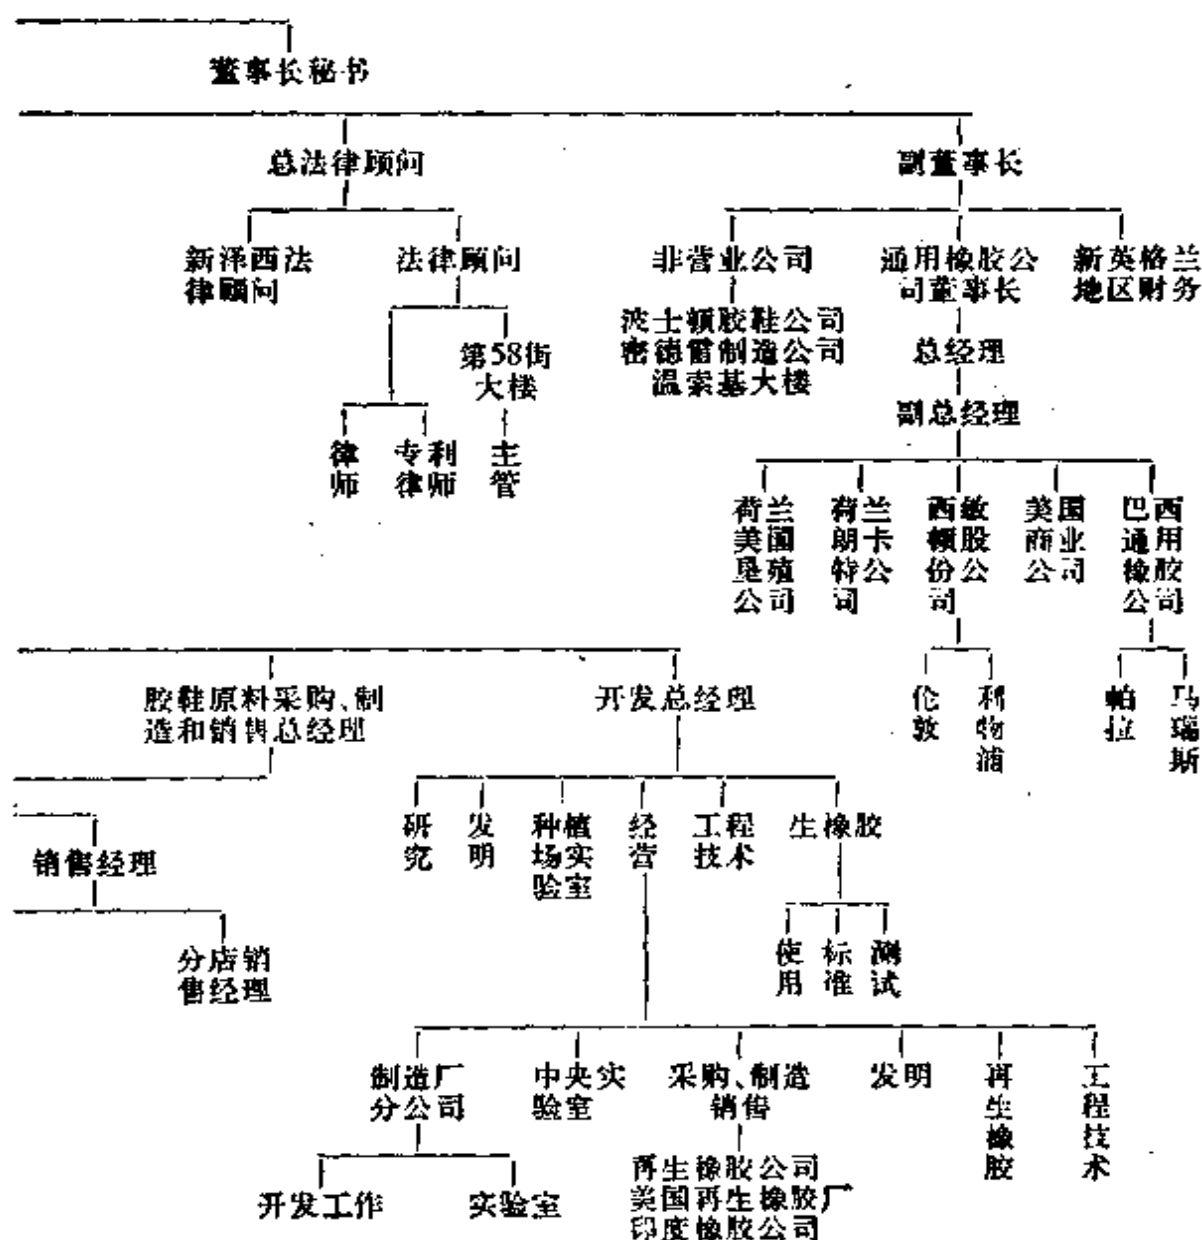 董事长秘书
总法律顾问
副董事长
新泽西法
律顾问
法律顾问
非营业公司
通用橡胶公
司董事长
新英格兰
地区财务
波士顿胶鞋公司
密德雷制造公司
温索基大楼
第58街
大楼
总经理
副总经理
律师
专利
律师
主管
荷兰
美国
垦殖
公司
荷兰
朗卡
特公
司
西敏
顿股
份公
司
美国
商业
公司
巴西
通用
橡胶
公司
胶鞋原料采购、制
造和销售总经理
开发总经理
伦敦
利物浦
帕拉
马瑞斯
研究
发明
种植
场实
验室
经营
工程
技术
生橡胶
销售经理
分店销
售经理
使用
标准
测试
制造厂
分公司
中央实
验室
采购、制造
销售
发明
再生橡胶
工程技术
开发工作
实验室
再生橡胶公司
美国再生橡胶厂
印度橡胶公司